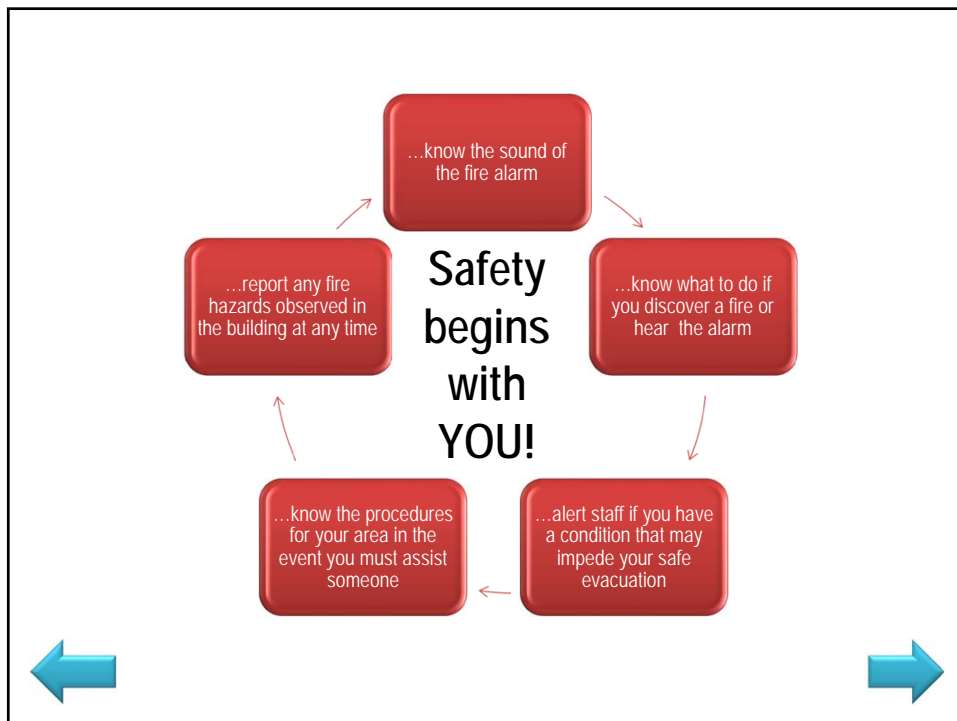 …know the sound of
the fire alarm
Safety
begins
with
YOU!
…know what to do if
you discover a fire or
hear  the alarm
…alert staff if you have
a condition that may
impede your safe
evacuation
…know the procedures
for your area in the
event you must assist
someone
…report any fire
hazards observed in
the building at any time